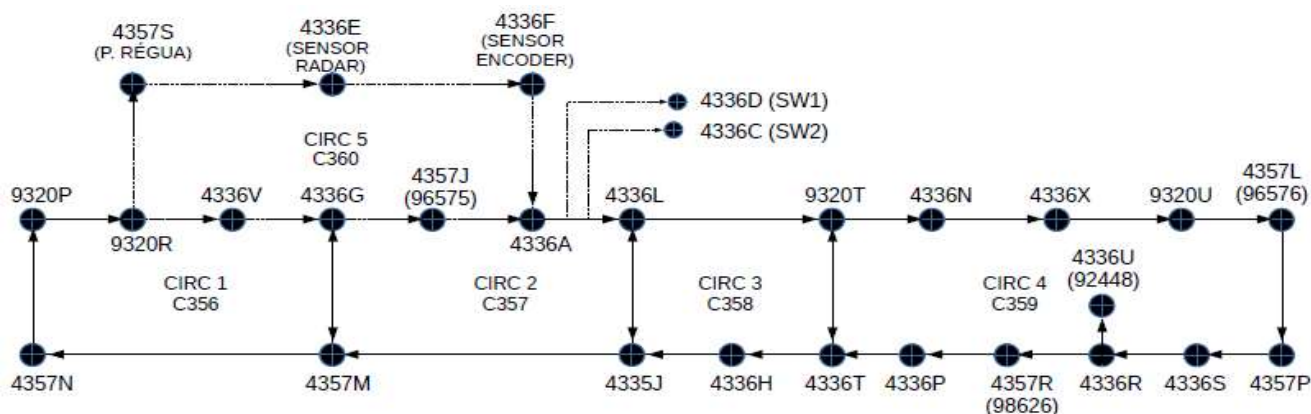 4357S
(P. RÉGUA)
4336E
(SENSOR
RADAR)
4336F
(SENSOR
ENCODER)
4336D (SW1)
4336C (SW2)
CIRC 5
C360
9320P
4336V
4336G
4357J
(96575)
4336L
9320T
4336N
4336X
9320U
4357L
(96576)
9320R
4336A
CIRC 1
C356
CIRC 2
C357
CIRC 3
C358
CIRC 4
C359
4336U
(92448)
4357N
4357M
4335J
4336H
4336T
4336P
4357R
(98626)
4336R
4336S
4357P